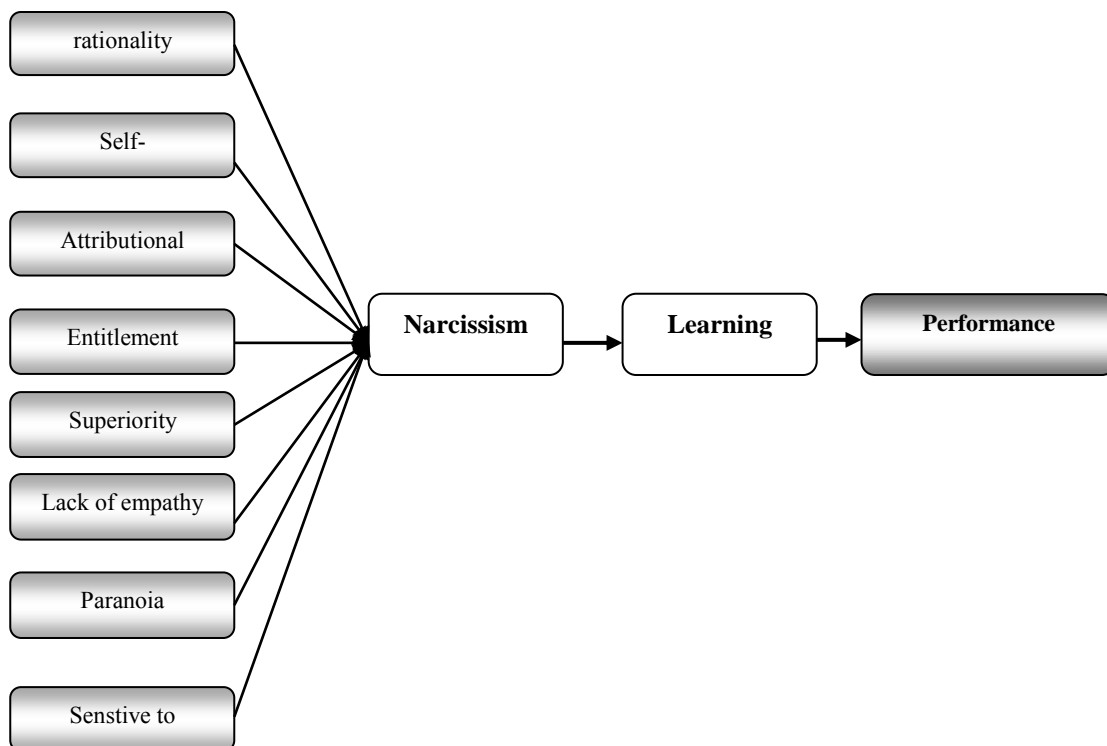 rationality
Self-
Attributional
Entitlement
Superiority
Lack of empathy
Paranoia
Senstive to
Narcissism
Learning
Performance